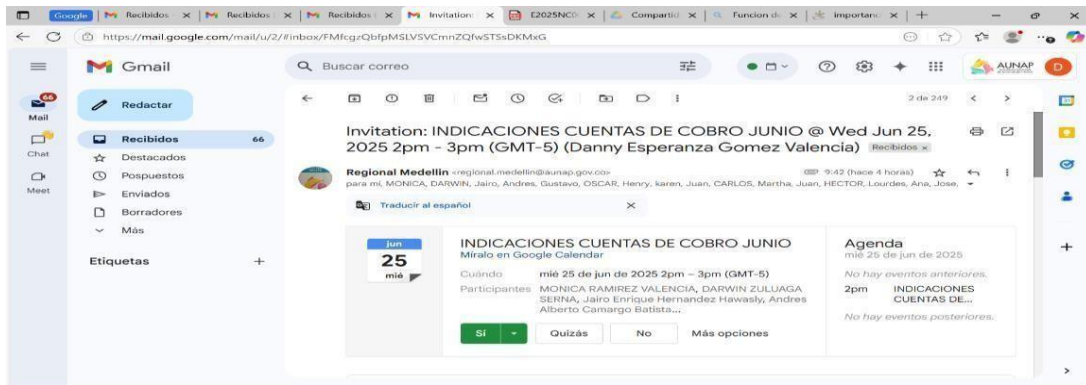 Google
Recibidos
Recibidos
Recibidos
Invitation:
E2025NC0
Compartid
Funcion de
importanc
https://mail.google.com/mail/u/2/#inbox/FMfcgzQbfpMSLVSVCmnZQfwSTSsDKMxG
Gmail
Buscar correo
AUNAP
D
66
Mail
Chat
Meet
Redactar
Recibidos 66
Destacados
Pospuestos
Enviados
Borradores
Más
Etiquetas
2 de 249
Invitation: INDICACIONES CUENTAS DE COBRO JUNIO @ Wed Jun 25,
2025 2pm - 3pm (GMT-5) (Danny Esperanza Gomez Valencia) Recibidos x
Regional Medellin <regional.medellin@aunap.gov.co> 9:42 (hace 4 horas)
para mí, MONICA, DARWIN, Jairo, Andres, Gustavo, OSCAR, Henry, karen, Juan, CARLOS, Martha, Juan, HECTOR, Lourdes, Ana, Jose,
Traducir al español
jun
25
mié
INDICACIONES CUENTAS DE COBRO JUNIO
Míralo en Google Calendar
Cuándo mié 25 de jun de 2025 2pm – 3pm (GMT-5)
Participantes MONICA RAMIREZ VALENCIA, DARWIN ZULUAGA
SERNA, Jairo Enrique Hernandez Hawasly, Andres
Alberto Camargo Batista...
Sí
Quizás
No
Más opciones
Agenda
mié 25 de jun de 2025
No hay eventos anteriores.
2pm INDICACIONES
CUENTAS DE...
No hay eventos posteriores.